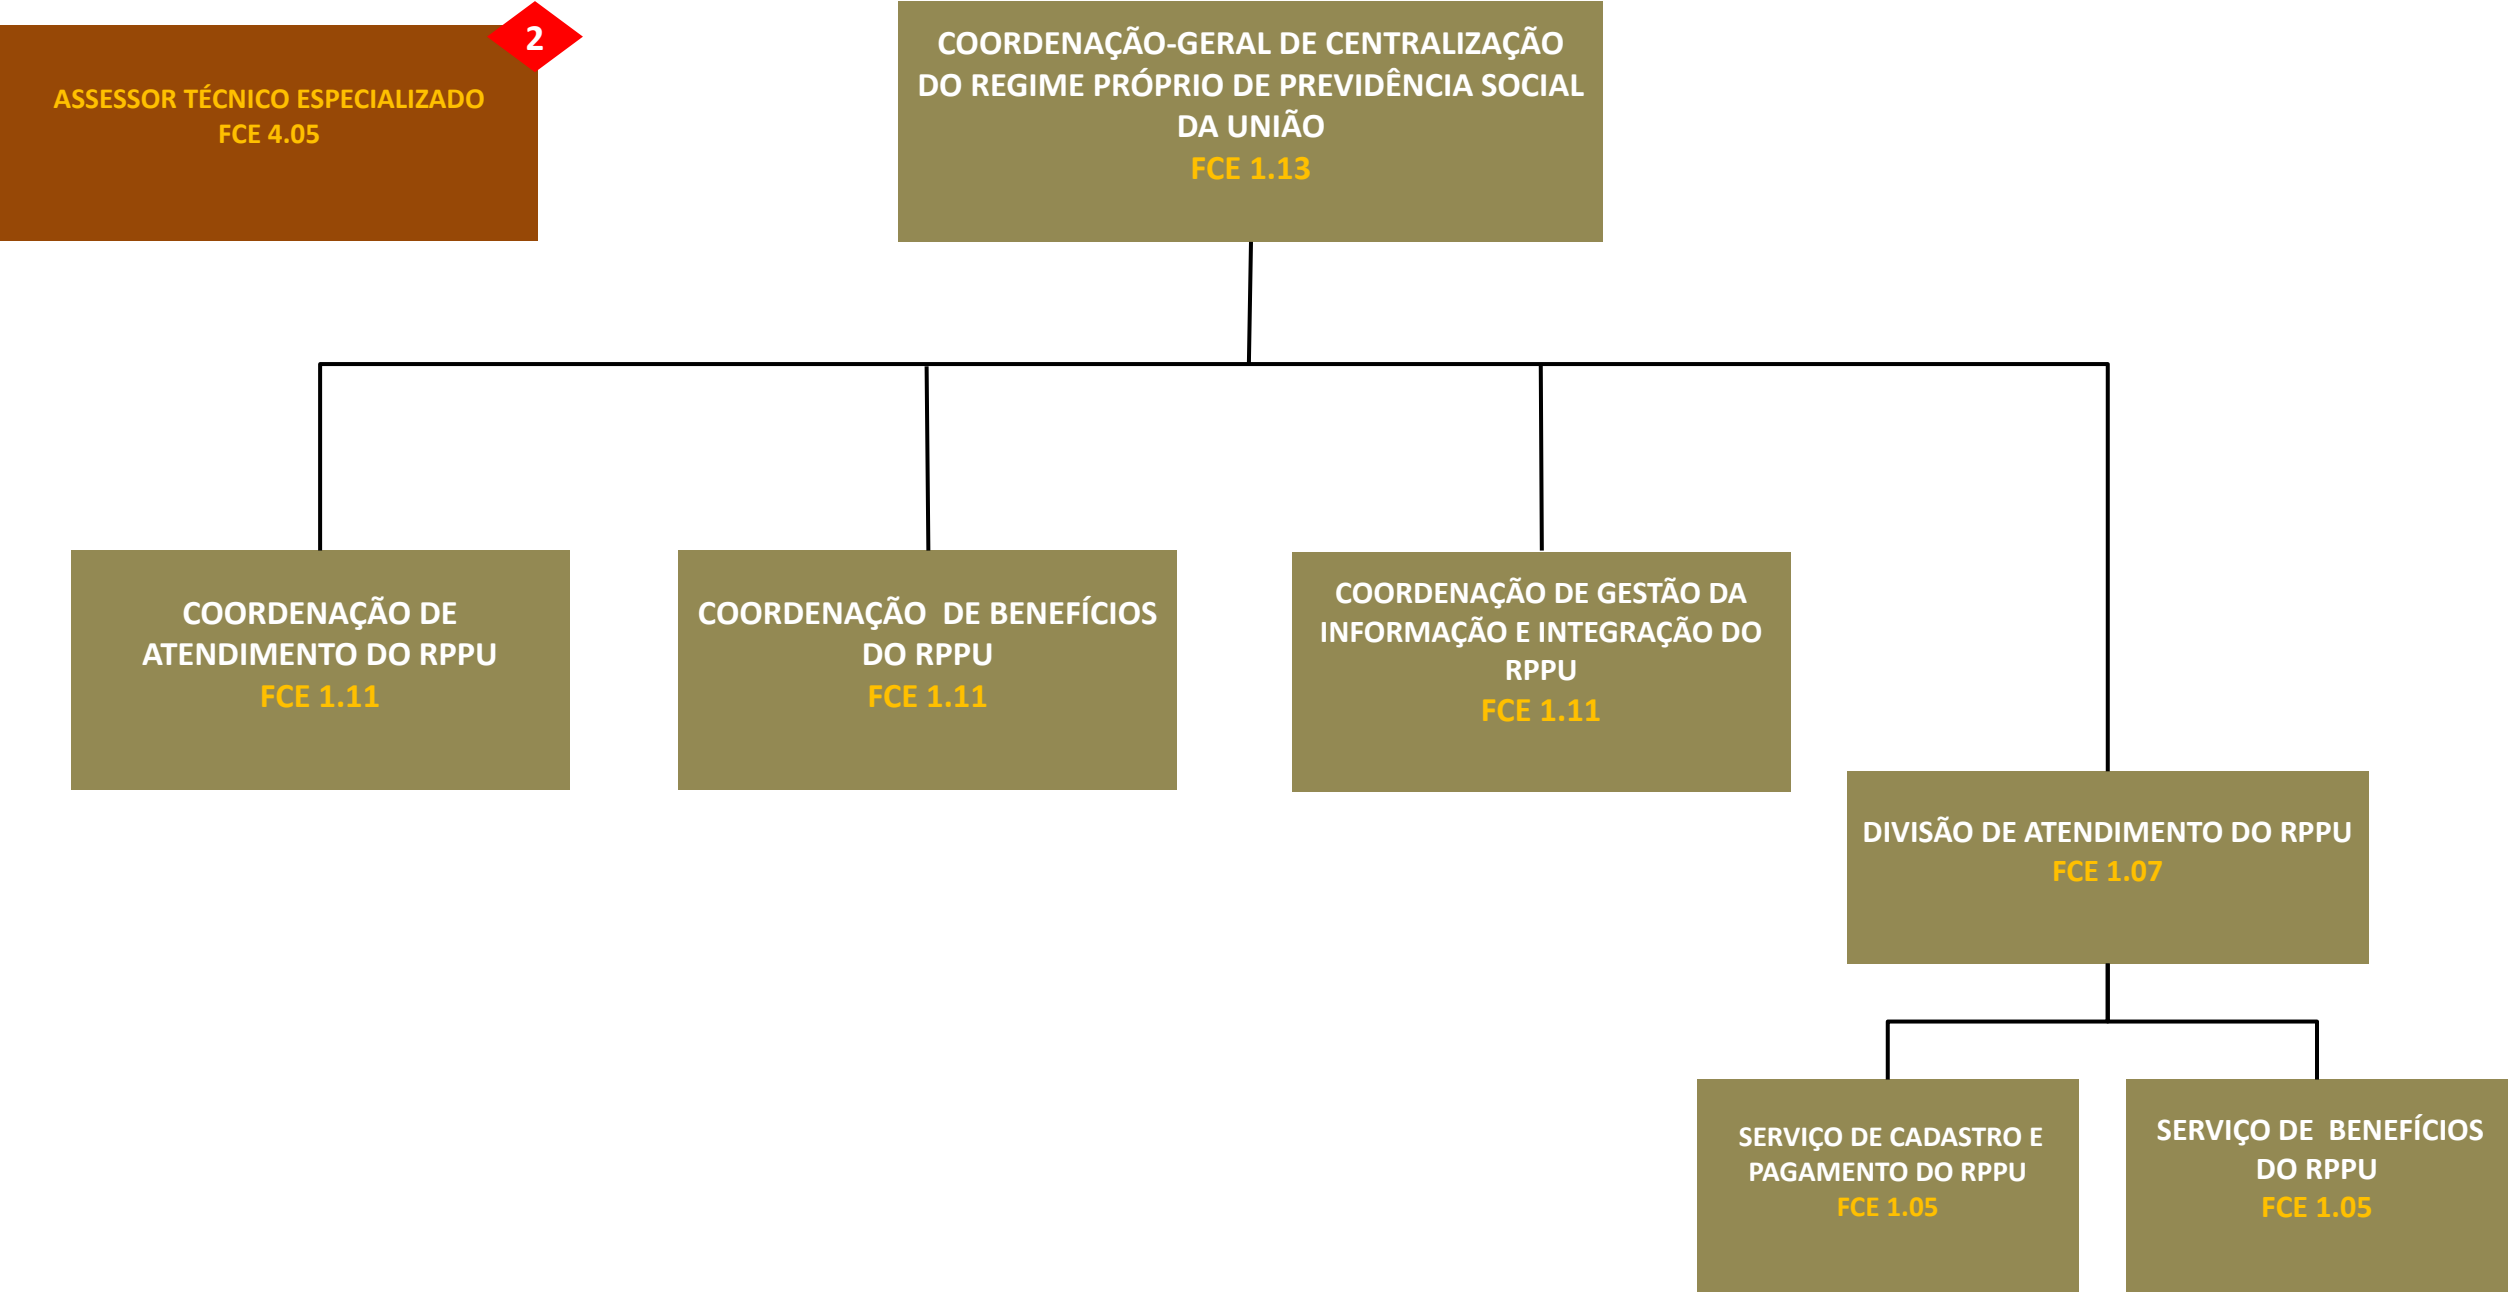 2
ASSESSOR TÉCNICO ESPECIALIZADO
FCE 4.05
COORDENAÇÃO-GERAL DE CENTRALIZAÇÃO
DO REGIME PRÓPRIO DE PREVIDÊNCIA SOCIAL
DA UNIÃO
FCE 1.13
COORDENAÇÃO DE
ATENDIMENTO DO RPPU
FCE 1.11
COORDENAÇÃO  DE BENEFÍCIOS
DO RPPU
FCE 1.11
COORDENAÇÃO DE GESTÃO DA
INFORMAÇÃO E INTEGRAÇÃO DO
RPPU
FCE 1.11
DIVISÃO DE ATENDIMENTO DO RPPU
FCE 1.07
SERVIÇO DE CADASTRO E
PAGAMENTO DO RPPU
FCE 1.05
SERVIÇO DE  BENEFÍCIOS
DO RPPU
FCE 1.05